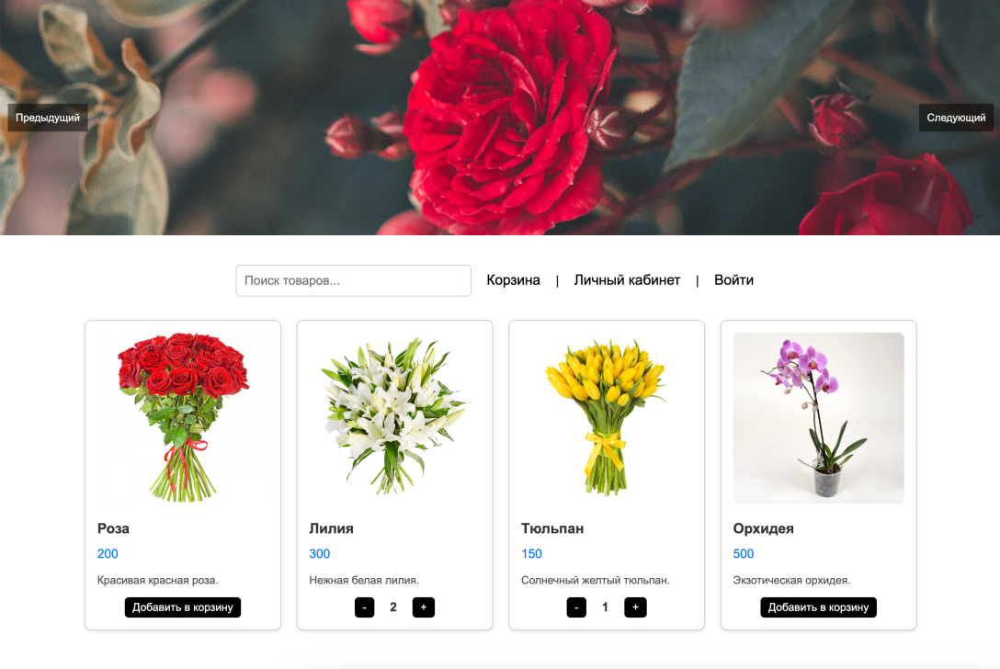 Предыдущий
Следующий
Поиск товаров...
Корзина | Личный кабинет | Войти
Роза
200
Красивая красная роза.
Добавить в корзину
Лилия
300
Нежная белая лилия.
- 2 +
Тюльпан
150
Солнечный желтый тюльпан.
- 1 +
Орхидея
500
Экзотическая орхидея.
Добавить в корзину